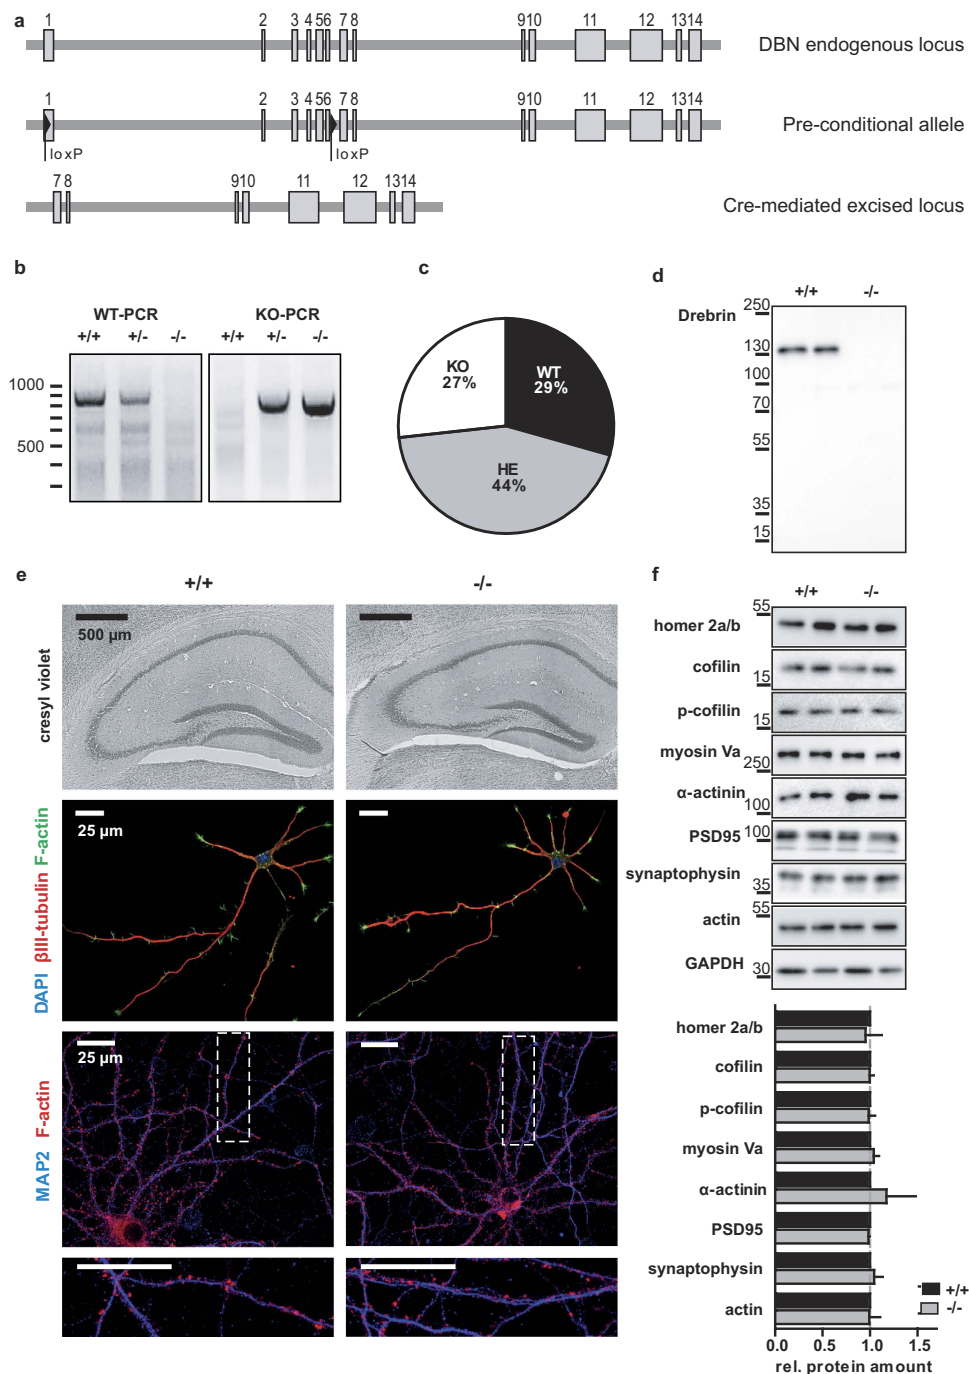 a
1 2 3 4 5 6 7 8 9 10 11 12 13 14
DBN endogenous locus
1 2 3 4 5 6 7 8 9 10 11 12 13 14
Pre-conditional allele
loxP loxP
7 8 9 10 11 12 13 14
Cre-mediated excised locus
b
WT-PCR KO-PCR
+/+ +/- -/- +/+ +/- -/-
1000
500
c
KO
27%
WT
29%
HE
44%
d
+/+ -/-
Drebrin
250
130
100
70
55
35
15
e
+/+ -/-
cresyl violet
500 µm
DAPI βIII-tubulin F-actin
25 µm
MAP2 F-actin
25 µm
f
+/+ -/-
homer 2a/b 55
cofilin 15
p-cofilin 15
myosin Va 250
α-actinin 100
PSD95 100
synaptophysin 35
actin 55
GAPDH 30
homer 2a/b
cofilin
p-cofilin
myosin Va
α-actinin
PSD95
synaptophysin
actin
+/+
-/-
0.0 0.5 1.0 1.5
rel. protein amount